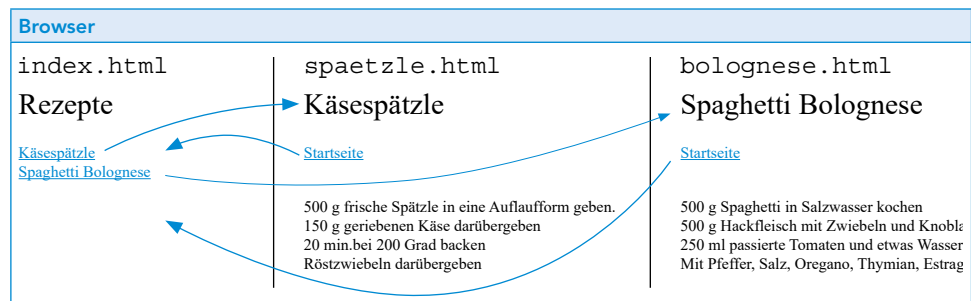 Browser
index.html
Rezepte
Käsespätzle
Spaghetti Bolognese
spaetzle.html
Käsespätzle
Startseite
500 g frische Spätzle in eine Auflaufform geben.
150 g geriebenen Käse darübergeben
20 min.bei 200 Grad backen
Röstzwiebeln darübergeben
bolognese.html
Spaghetti Bolognese
Startseite
500 g Spaghetti in Salzwasser kochen
500 g Hackfleisch mit Zwiebeln und Knobla
250 ml passierte Tomaten und etwas Wasser
Mit Pfeffer, Salz, Oregano, Thymian, Estrag